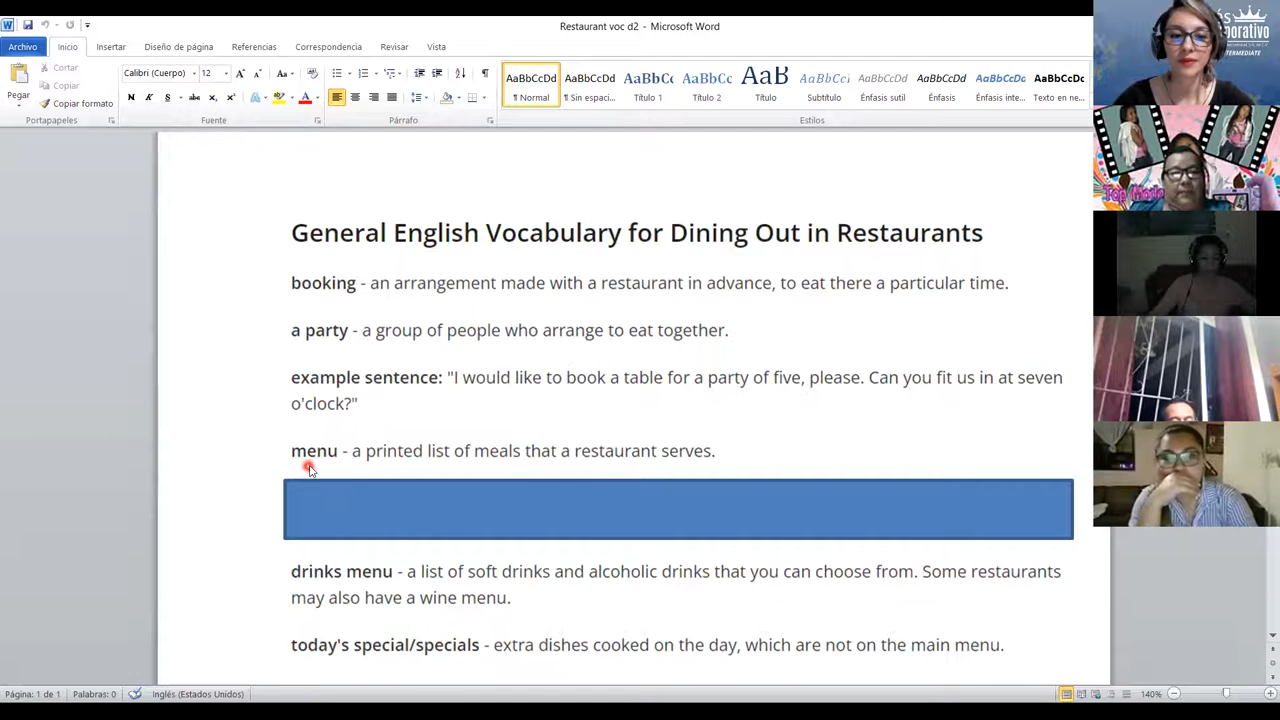 Restaurant voc d2 - Microsoft Word
Archivo Inicio Insertar Diseño de página Referencias Correspondencia Revisar Vista
Pegar
Cortar
Copiar
Copiar formato
Portapapeles
Calibri (Cuerpo) 12
Fuente
Párrafo
AaBbCcDd AaBbCcDd AaBbCc AaBbCc AaB AaBbCcI AaBbCcDd AaBbCcDd AaBbCcDd AaBbCcDc
¶ Normal ¶ Sin espaci... Título 1 Título 2 Título Subtítulo Énfasis sutil Énfasis Énfasis inte... Texto en ne...
Estilos
General English Vocabulary for Dining Out in Restaurants
booking - an arrangement made with a restaurant in advance, to eat there a particular time.
a party - a group of people who arrange to eat together.
example sentence: "I would like to book a table for a party of five, please. Can you fit us in at seven
o'clock?"
menu - a printed list of meals that a restaurant serves.
drinks menu - a list of soft drinks and alcoholic drinks that you can choose from. Some restaurants
may also have a wine menu.
today's special/specials - extra dishes cooked on the day, which are not on the main menu.
Página: 1 de 1 Palabras: 0 Inglés (Estados Unidos) 140%